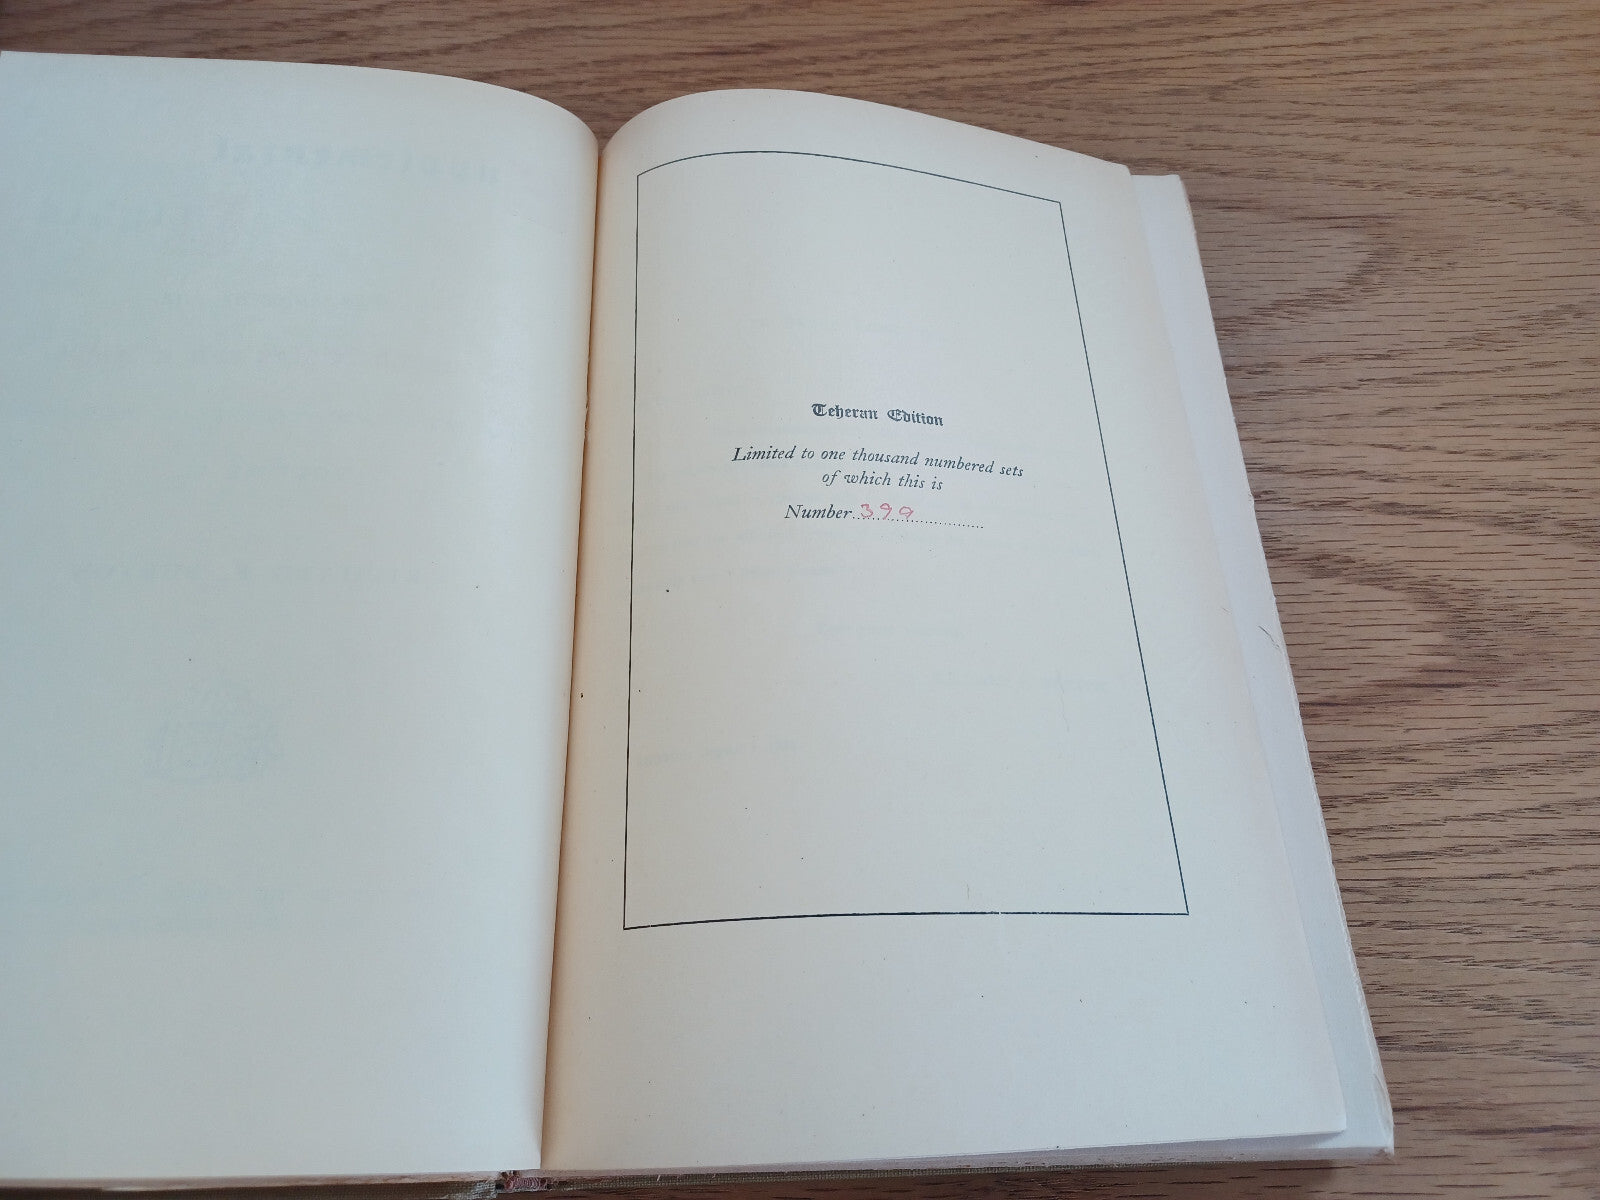 Teheran Edition
Limited to one thousand numbered sets
of which this is
Number 399